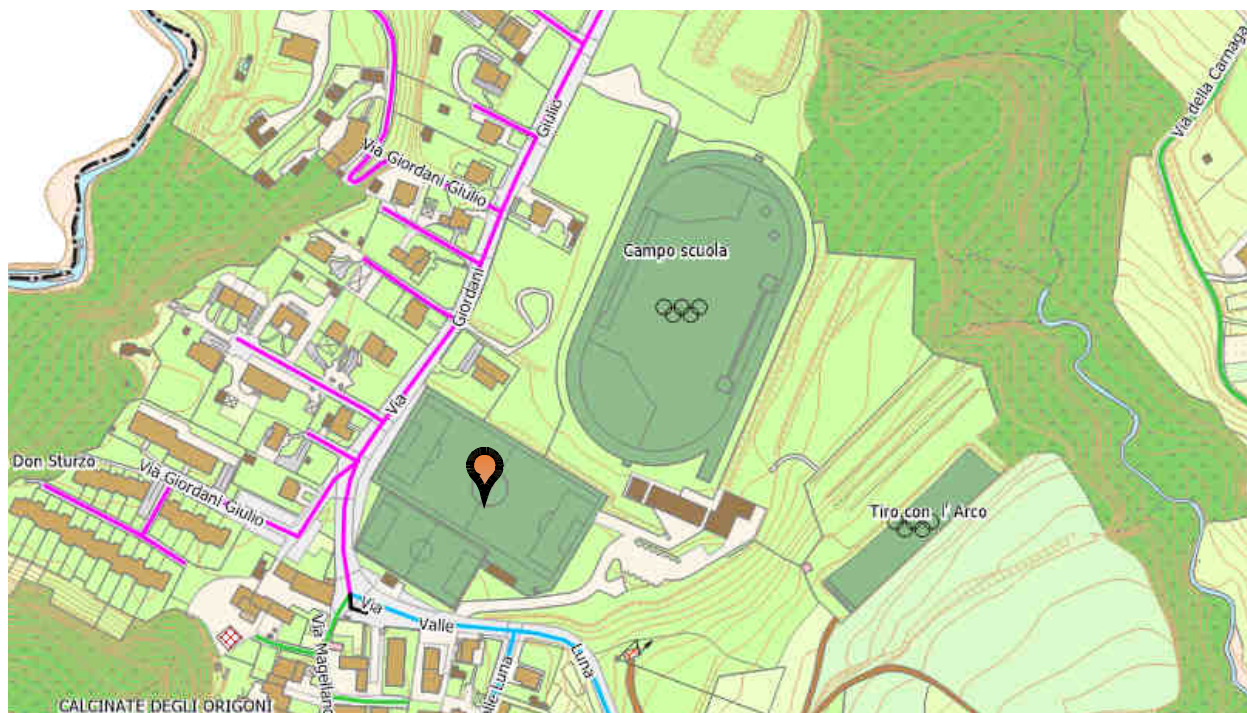 Via della Carnaga
Giulio
Via Giordani Giulio
Campo scuola
Giordani
Via
Don Sturzo
Via Giordani Giulio
Tiro con l' Arco
Via
Valle
Luna
Via Magellano
Luna
CALCINATE DEGLI ORIGONI